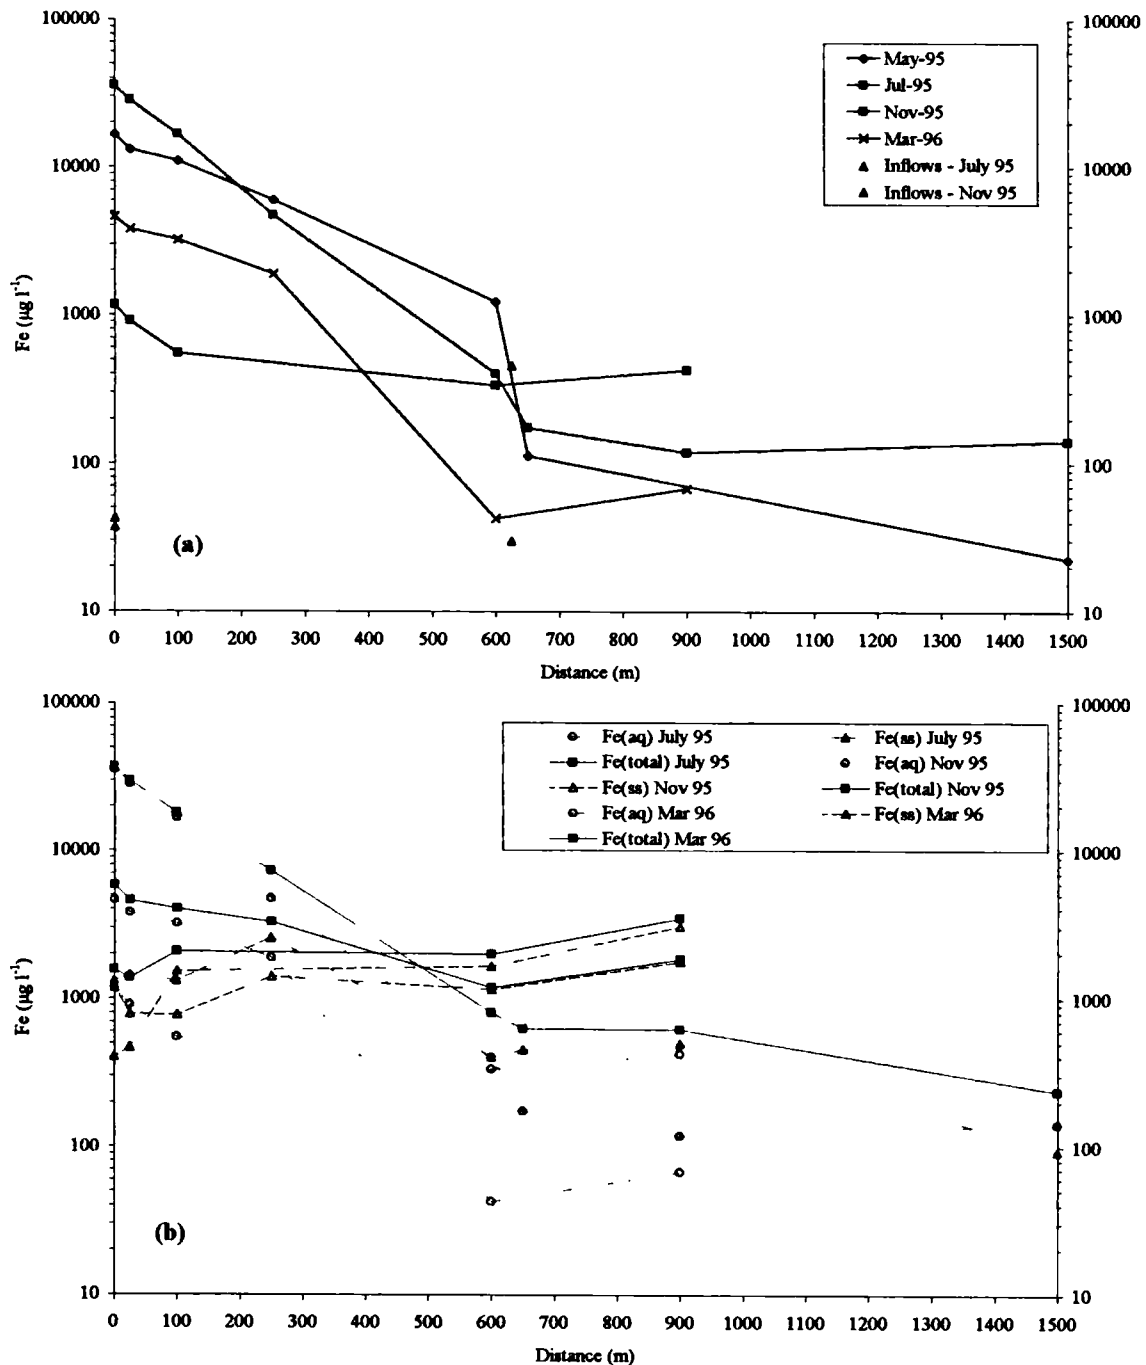 100000
10000
1000
100
10
Fe (µg l⁻¹)
100000
10000
1000
100
10
May-95
Jul-95
Nov-95
Mar-96
Inflows - July 95
Inflows - Nov 95
(a)
0 100 200 300 400 500 600 700 800 900 1000 1100 1200 1300 1400 1500
Distance (m)
100000
10000
1000
100
10
Fe (µg l⁻¹)
100000
10000
1000
100
10
Fe(aq) July 95 Fe(ss) July 95
Fe(total) July 95 Fe(aq) Nov 95
Fe(ss) Nov 95 Fe(total) Nov 95
Fe(aq) Mar 96 Fe(ss) Mar 96
Fe(total) Mar 96
(b)
0 100 200 300 400 500 600 700 800 900 1000 1100 1200 1300 1400 1500
Distance (m)